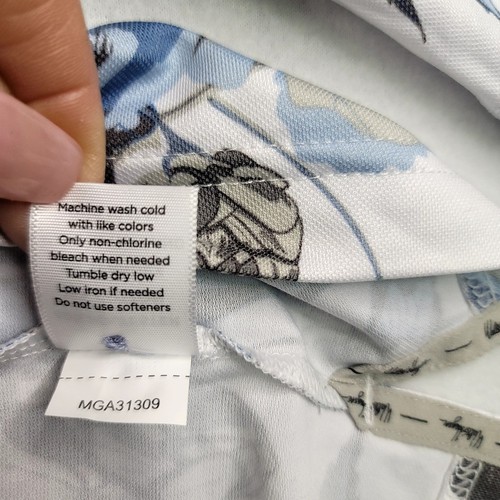 Machine wash cold
with like colors
Only non-chlorine
bleach when needed
Tumble dry low
Low iron if needed
Do not use softeners
MGA31309